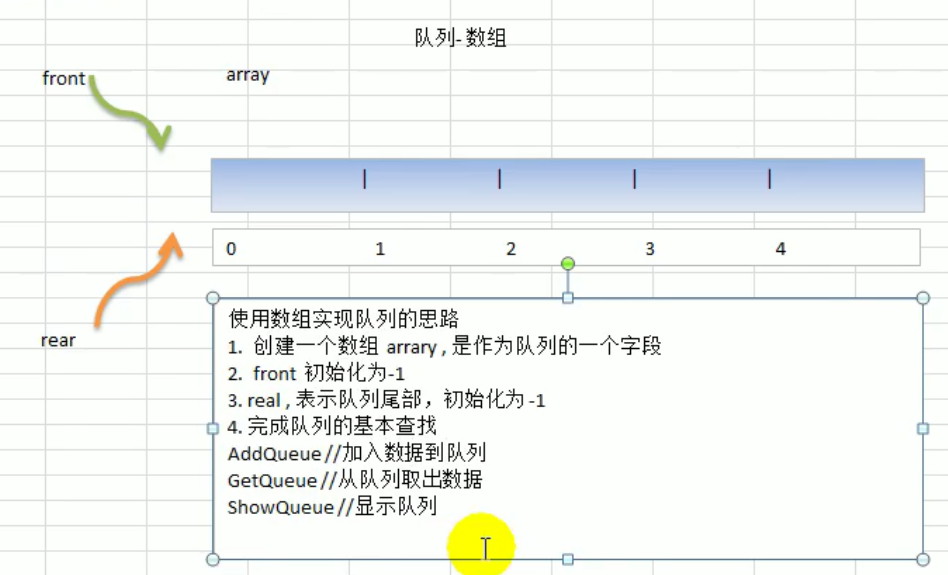 队列-数组
front
array
0 1 2 3 4
rear
使用数组实现队列的思路
1. 创建一个数组 arrary , 是作为队列的一个字段
2. front 初始化为-1
3. real , 表示队列尾部，初始化为 -1
4. 完成队列的基本查找
AddQueue //加入数据到队列
GetQueue //从队列取出数据
ShowQueue //显示队列